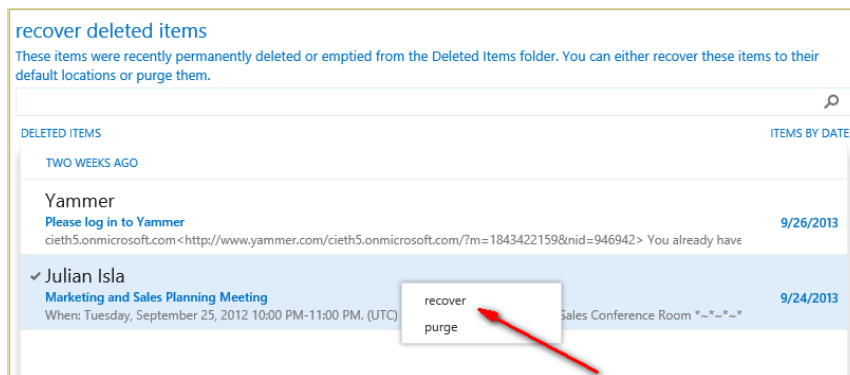 recover deleted items
These items were recently permanently deleted or emptied from the Deleted Items folder. You can either recover these items to their
default locations or purge them.
DELETED ITEMS ITEMS BY DATE
TWO WEEKS AGO
Yammer
Please log in to Yammer 9/26/2013
cieth5.onmicrosoft.com<http://www.yammer.com/cieth5.onmicrosoft.com/?m=1843422159&nid=946942> You already have
Julian Isla
Marketing and Sales Planning Meeting 9/24/2013
recover
When: Tuesday, September 25, 2012 10:00 PM-11:00 PM. (UTC) Sales Conference Room *~*~*~*
purge